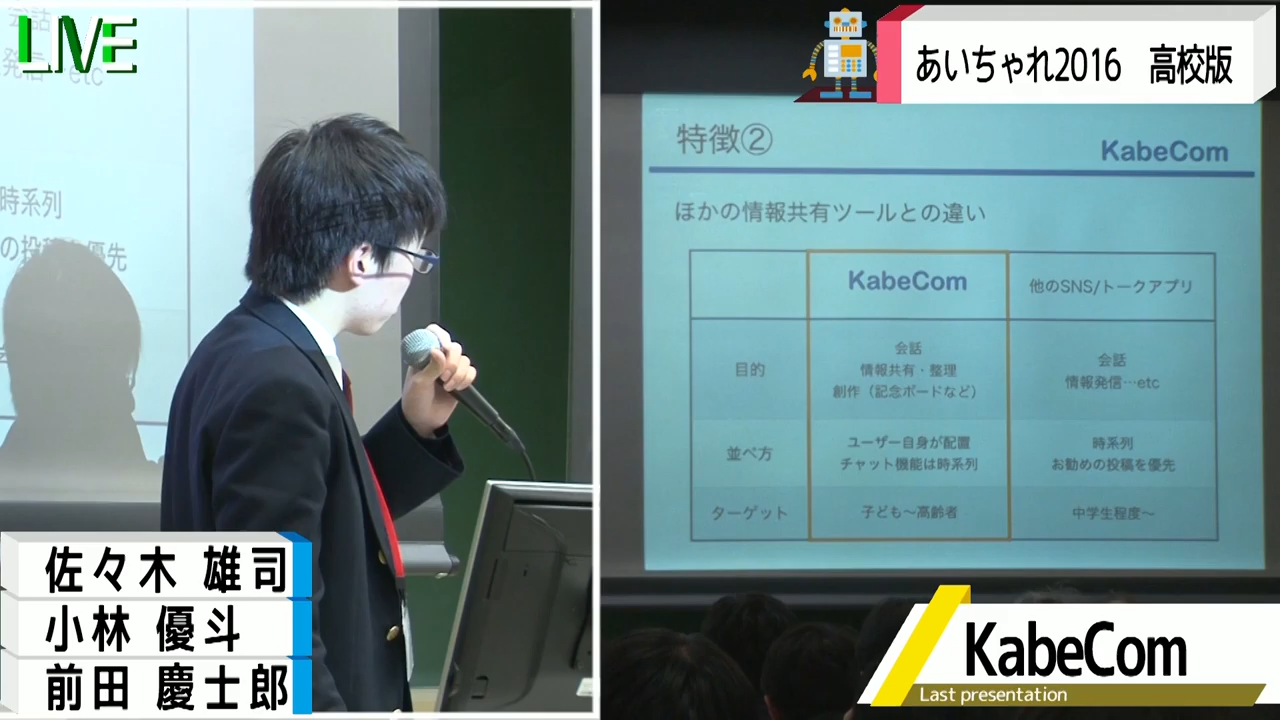 LIVE
会話
時系列
あいちゃれ2016 高校版
特徴②
KabeCom
ほかの情報共有ツールとの違い
KabeCom
他のSNS/トークアプリ
目的
会話
情報共有・整理
創作（記念ボードなど）
会話
情報発信…etc
並べ方
ユーザー自身が配置
チャット機能は時系列
時系列
お勧めの投稿を優先
ターゲット
子ども〜高齢者
中学生程度〜
佐々木 雄司
小林 優斗
前田 慶士郎
KabeCom
Last presentation